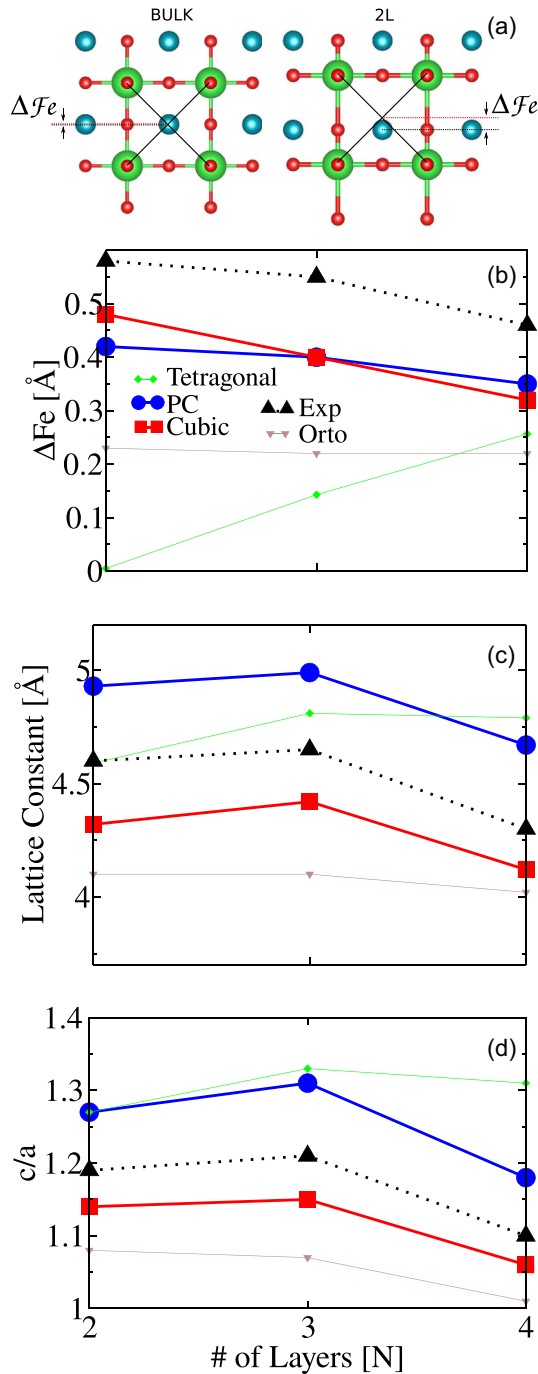 BULK
2L
(a)
Δ𝓕e
Δ𝓕e
(b)
ΔFe [Å]
0.5
0.4
0.3
0.2
0.1
0
Tetragonal
PC
Cubic
Exp
Orto
(c)
Lattice Constant [Å]
5
4.5
4
(d)
c/a
1.4
1.3
1.2
1.1
1
2
3
4
# of Layers [N]